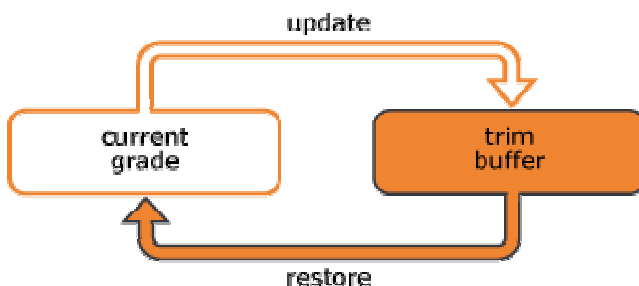 update
current
grade
trim
buffer
restore